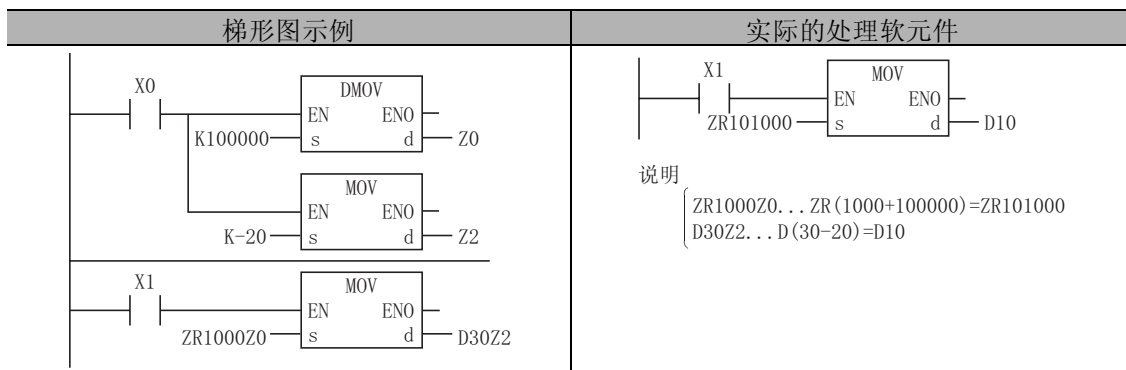 梯形图示例
实际的处理软元件
X0
DMOV
EN ENO
K100000 s d Z0
MOV
EN ENO
K-20 s d Z2
X1
MOV
EN ENO
ZR1000Z0 s d D30Z2
X1
MOV
EN ENO
ZR101000 s d D10
说明
ZR1000Z0...ZR(1000+100000)=ZR101000
D30Z2...D(30-20)=D10